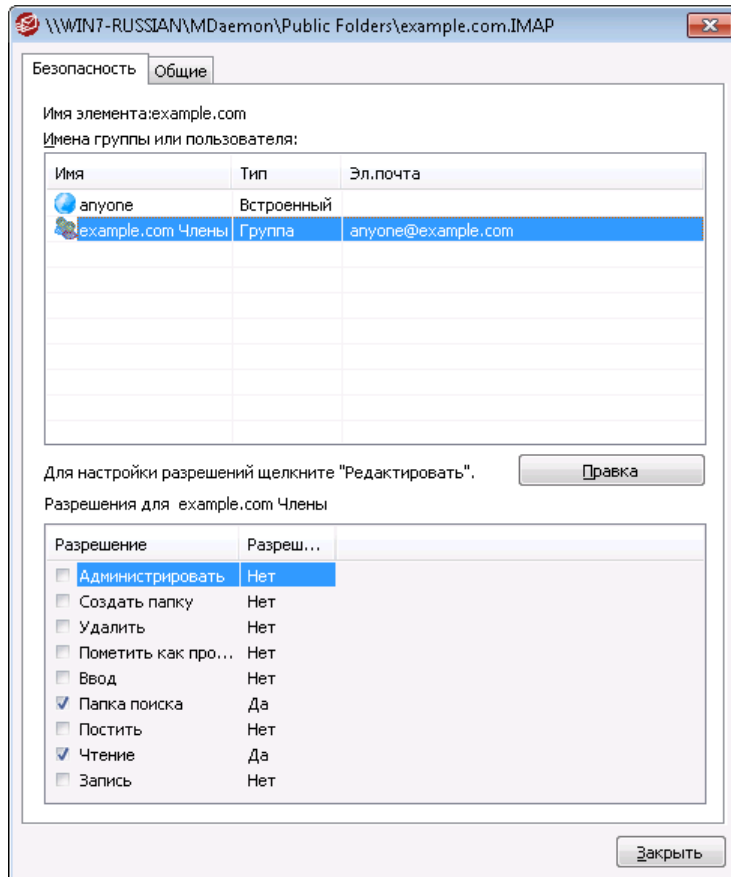 \\WIN7-RUSSIAN\MDaemon\Public Folders\example.com.IMAP
Безопасность Общие
Имя элемента:example.com
Имена группы или пользователя:
Имя Тип Эл.почта
anyone Встроенный
example.com Члены Группа anyone@example.com
Для настройки разрешений щелкните "Редактировать". Правка
Разрешения для example.com Члены
Разрешение Разреш...
Администрировать Нет
Создать папку Нет
Удалить Нет
Пометить как про... Нет
Ввод Нет
Папка поиска Да
Постить Нет
Чтение Да
Запись Нет
Закрыть